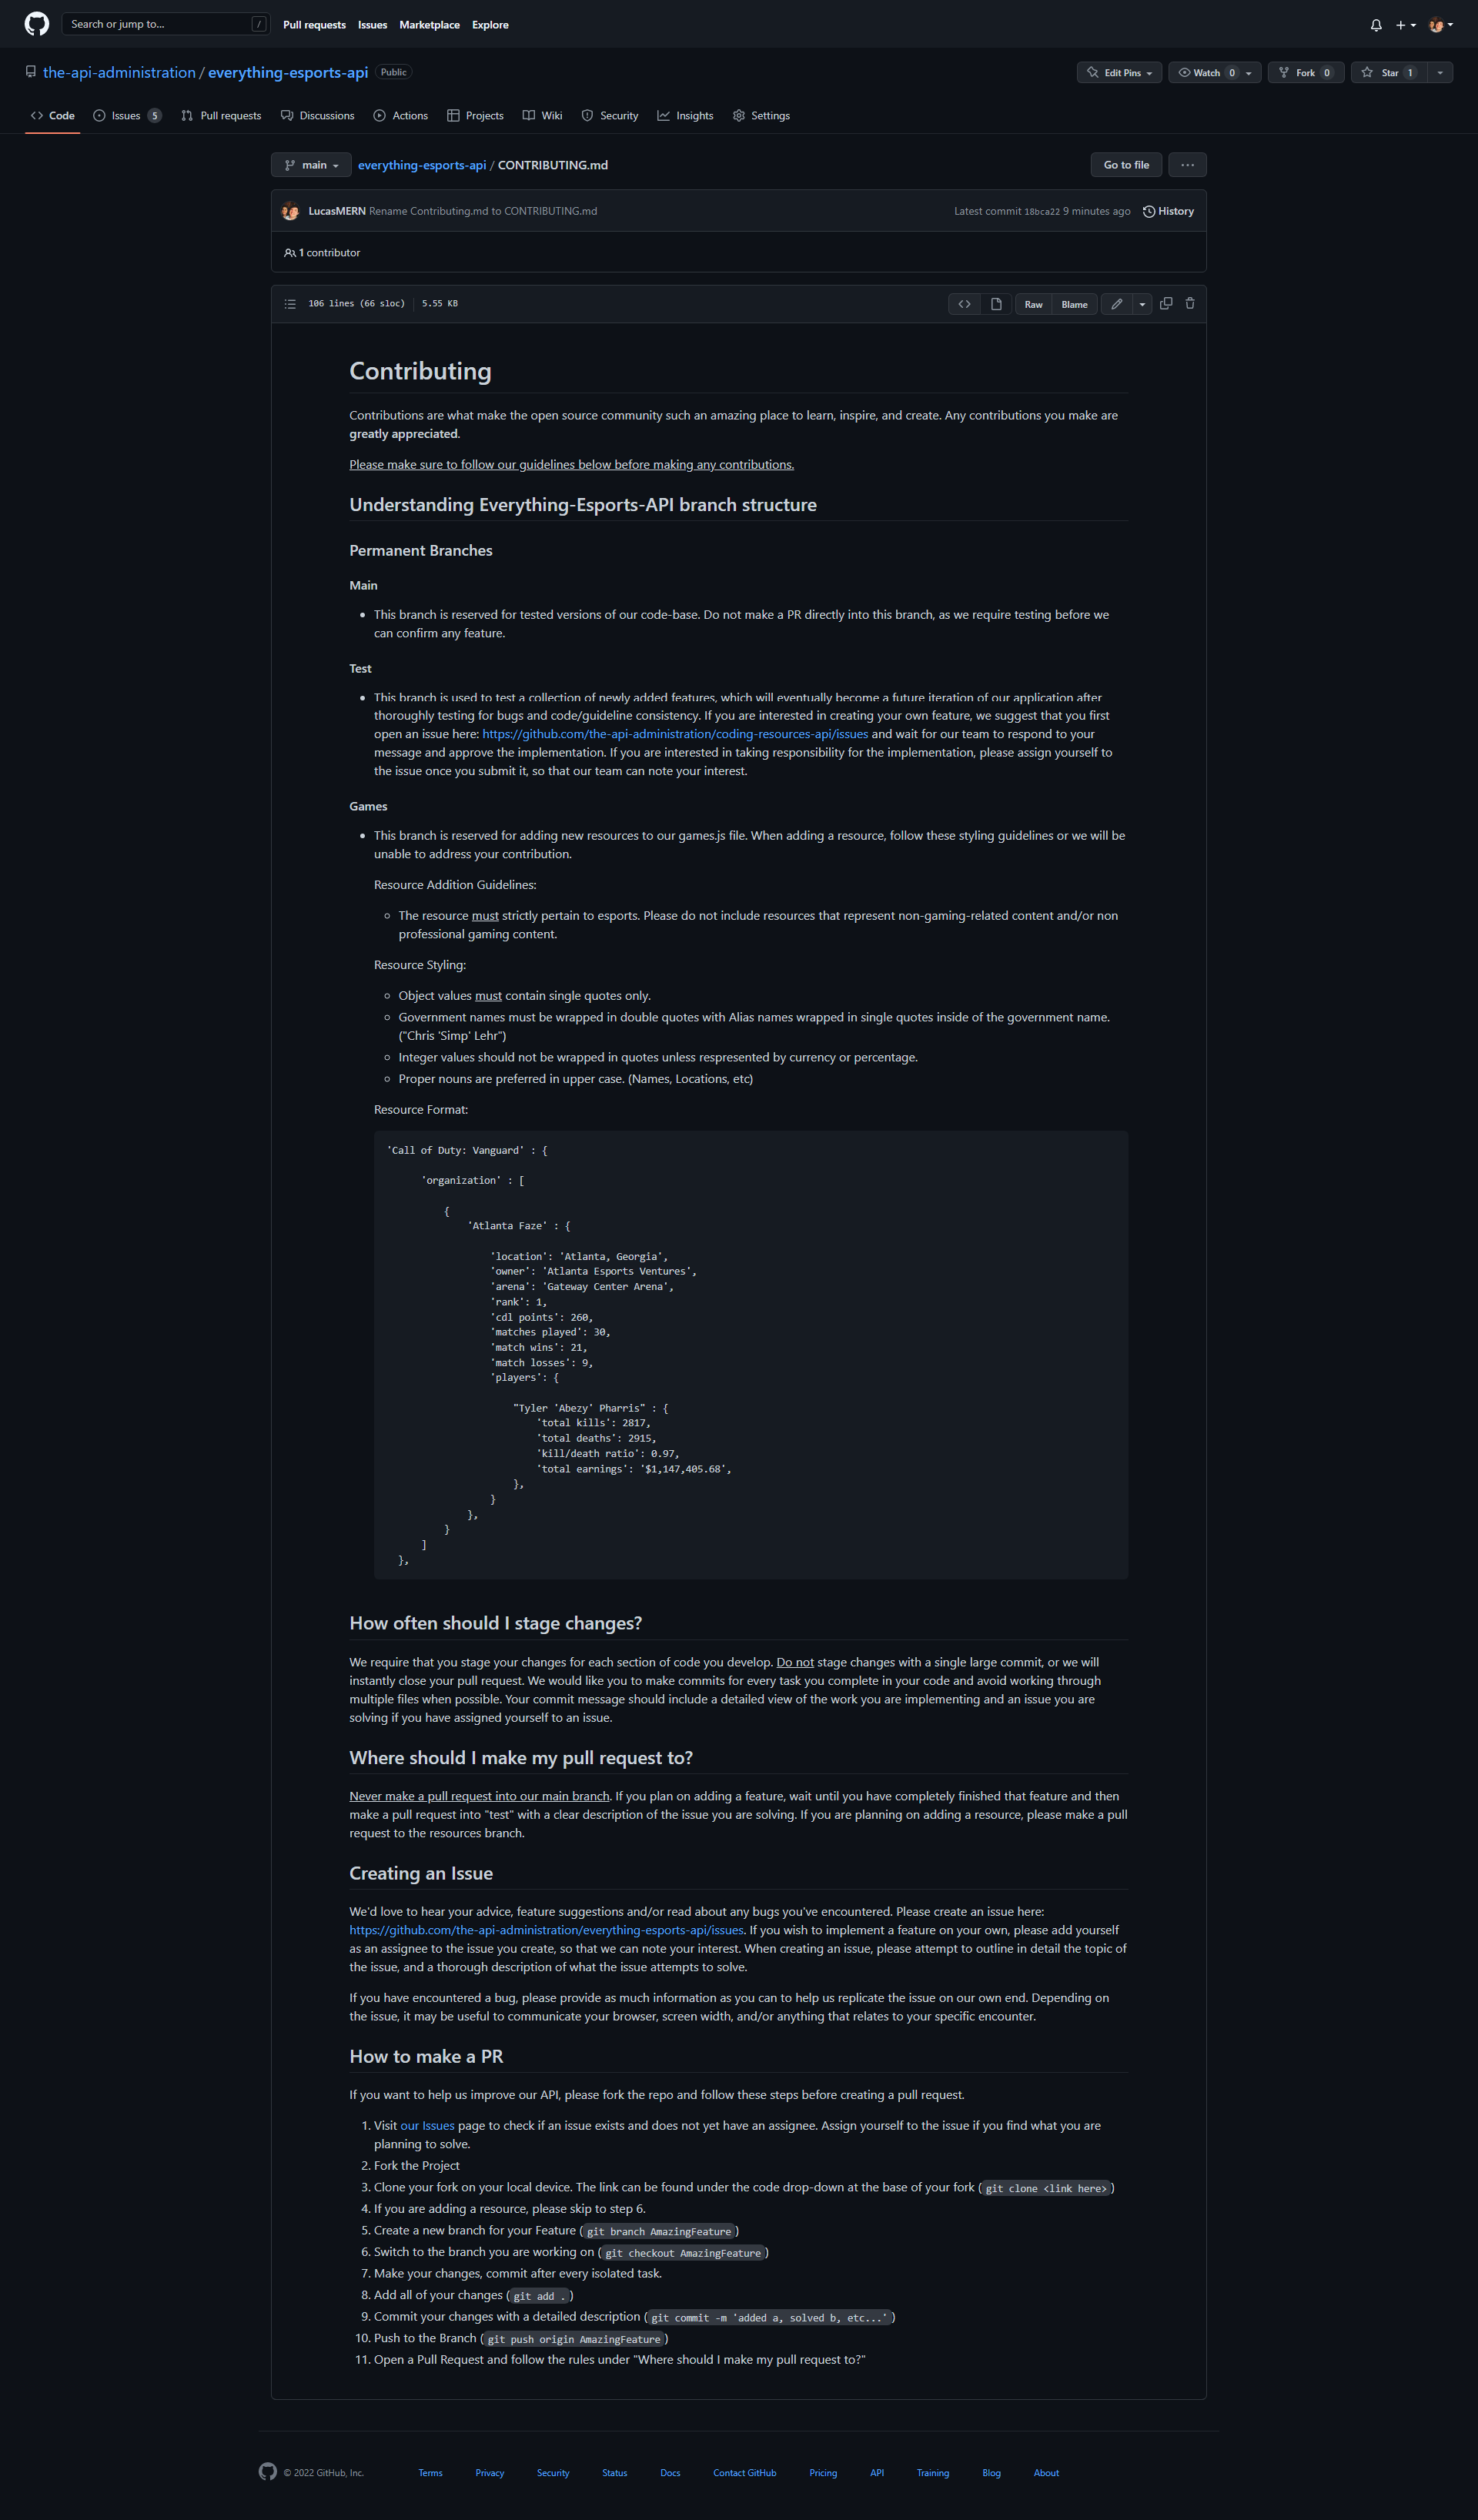 Search or jump to... /
Pull requests Issues Marketplace Explore
the-api-administration / everything-esports-api Public
Edit Pins Watch 0 Fork 0 Star 1
Code Issues 5 Pull requests Discussions Actions Projects Wiki Security Insights Settings
main everything-esports-api / CONTRIBUTING.md Go to file ...
LucasMERN Rename Contributing.md to CONTRIBUTING.md Latest commit 18bca22 9 minutes ago History
1 contributor
106 lines (66 sloc) 5.55 KB Raw Blame
Contributing
Contributions are what make the open source community such an amazing place to learn, inspire, and create. Any contributions you make are
greatly appreciated.
Please make sure to follow our guidelines below before making any contributions.
Understanding Everything-Esports-API branch structure
Permanent Branches
Main
• This branch is reserved for tested versions of our code-base. Do not make a PR directly into this branch, as we require testing before we
can confirm any feature.
Test
• This branch is used to test a collection of newly added features, which will eventually become a future iteration of our application after
thoroughly testing for bugs and code/guideline consistency. If you are interested in creating your own feature, we suggest that you first
open an issue here: https://github.com/the-api-administration/coding-resources-api/issues and wait for our team to respond to your
message and approve the implementation. If you are interested in taking responsibility for the implementation, please assign yourself to
the issue once you submit it, so that our team can note your interest.
Games
• This branch is reserved for adding new resources to our games.js file. When adding a resource, follow these styling guidelines or we will be
unable to address your contribution.
Resource Addition Guidelines:
○ The resource must strictly pertain to esports. Please do not include resources that represent non-gaming-related content and/or non
professional gaming content.
Resource Styling:
○ Object values must contain single quotes only.
○ Government names must be wrapped in double quotes with Alias names wrapped in single quotes inside of the government name.
("Chris 'Simp' Lehr")
○ Integer values should not be wrapped in quotes unless respresented by currency or percentage.
○ Proper nouns are preferred in upper case. (Names, Locations, etc)
Resource Format:
'Call of Duty: Vanguard' : {
'organization' : [
{
'Atlanta Faze' : {
'location': 'Atlanta, Georgia',
'owner': 'Atlanta Esports Ventures',
'arena': 'Gateway Center Arena',
'rank': 1,
'cdl points': 260,
'matches played': 30,
'match wins': 21,
'match losses': 9,
'players': {
"Tyler 'Abezy' Pharris" : {
'total kills': 2817,
'total deaths': 2915,
'kill/death ratio': 0.97,
'total earnings': '$1,147,405.68',
},
}
},
}
]
},
How often should I stage changes?
We require that you stage your changes for each section of code you develop. Do not stage changes with a single large commit, or we will
instantly close your pull request. We would like you to make commits for every task you complete in your code and avoid working through
multiple files when possible. Your commit message should include a detailed view of the work you are implementing and an issue you are
solving if you have assigned yourself to an issue.
Where should I make my pull request to?
Never make a pull request into our main branch. If you plan on adding a feature, wait until you have completely finished that feature and then
make a pull request into "test" with a clear description of the issue you are solving. If you are planning on adding a resource, please make a pull
request to the resources branch.
Creating an Issue
We'd love to hear your advice, feature suggestions and/or read about any bugs you've encountered. Please create an issue here:
https://github.com/the-api-administration/everything-esports-api/issues. If you wish to implement a feature on your own, please add yourself
as an assignee to the issue you create, so that we can note your interest. When creating an issue, please attempt to outline in detail the topic of
the issue, and a thorough description of what the issue attempts to solve.
If you have encountered a bug, please provide as much information as you can to help us replicate the issue on our own end. Depending on
the issue, it may be useful to communicate your browser, screen width, and/or anything that relates to your specific encounter.
How to make a PR
If you want to help us improve our API, please fork the repo and follow these steps before creating a pull request.
1. Visit our Issues page to check if an issue exists and does not yet have an assignee. Assign yourself to the issue if you find what you are
planning to solve.
2. Fork the Project
3. Clone your fork on your local device. The link can be found under the code drop-down at the base of your fork (git clone <link here>)
4. If you are adding a resource, please skip to step 6.
5. Create a new branch for your Feature (git branch AmazingFeature)
6. Switch to the branch you are working on (git checkout AmazingFeature)
7. Make your changes, commit after every isolated task.
8. Add all of your changes (git add .)
9. Commit your changes with a detailed description (git commit -m 'added a, solved b, etc...')
10. Push to the Branch (git push origin AmazingFeature)
11. Open a Pull Request and follow the rules under "Where should I make my pull request to?"
© 2022 GitHub, Inc. Terms Privacy Security Status Docs Contact GitHub Pricing API Training Blog About